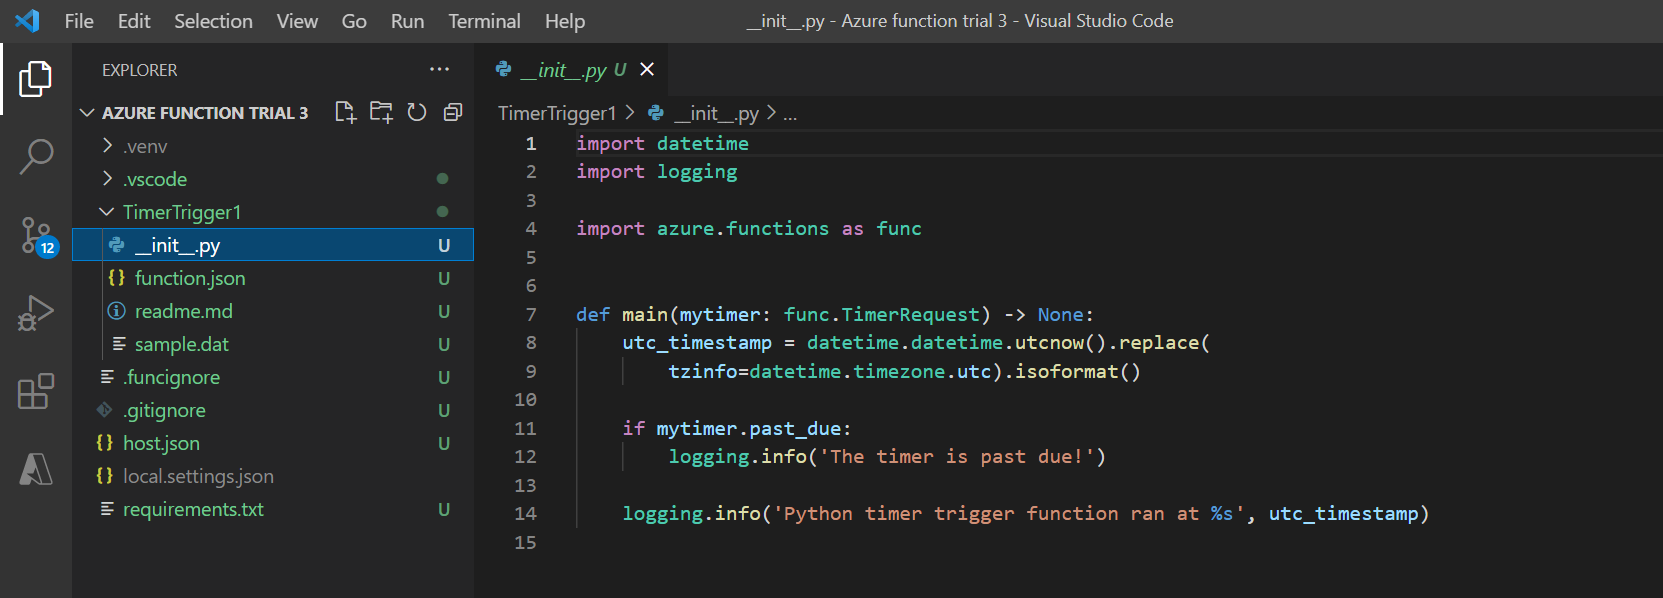 File Edit Selection View Go Run Terminal Help __init__.py - Azure function trial 3 - Visual Studio Code
EXPLORER ...
AZURE FUNCTION TRIAL 3
.venv
.vscode
TimerTrigger1
__init__.py U
function.json U
readme.md U
sample.dat U
.funcignore U
.gitignore U
host.json U
local.settings.json
requirements.txt U
12
__init__.py U
TimerTrigger1 > __init__.py > ...
1 import datetime
2 import logging
3
4 import azure.functions as func
5
6
7 def main(mytimer: func.TimerRequest) -> None:
8 utc_timestamp = datetime.datetime.utcnow().replace(
9 tzinfo=datetime.timezone.utc).isoformat()
10
11 if mytimer.past_due:
12 logging.info('The timer is past due!')
13
14 logging.info('Python timer trigger function ran at %s', utc_timestamp)
15